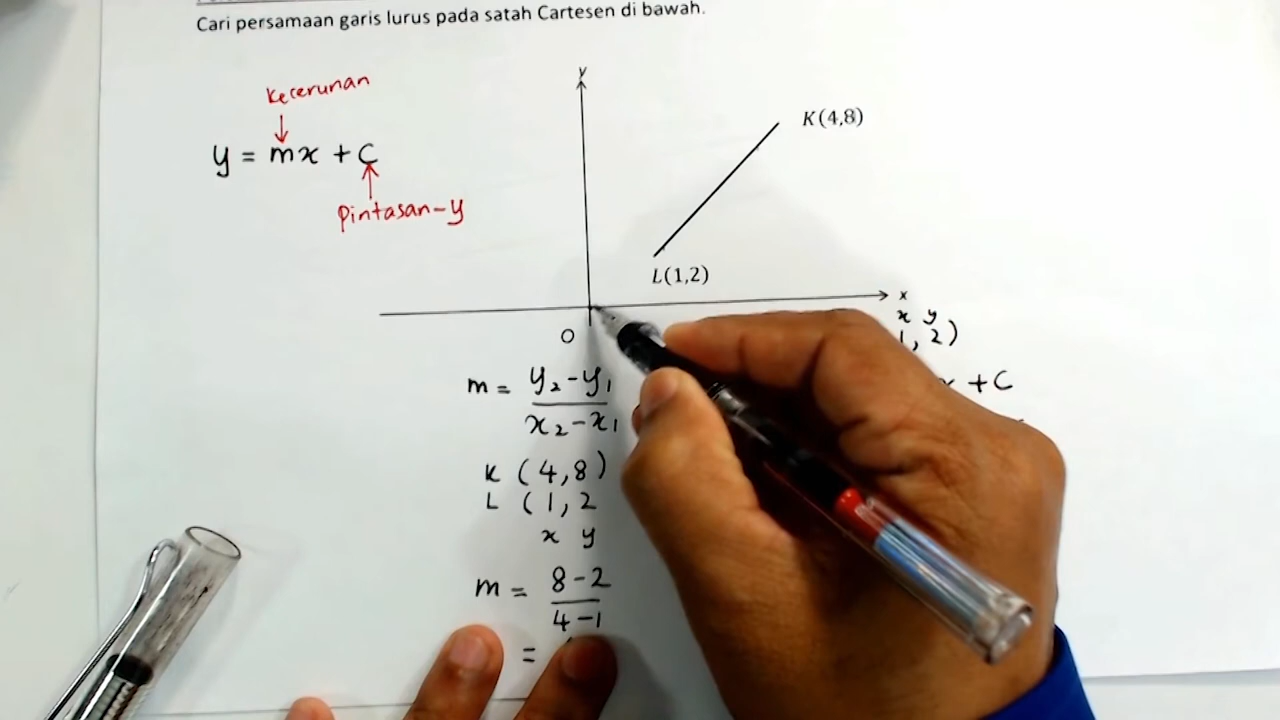 Cari persamaan garis lurus pada satah Cartesen di bawah.
kecerunan
y = mx + c
pintasan-y
y
K(4,8)
L(1,2)
x
O
x y
1, 2)
+ C
m = y₂ - y₁
x₂ - x₁
K (4,8)
L (1, 2
x y
m = 8 - 2
4 - 1
=